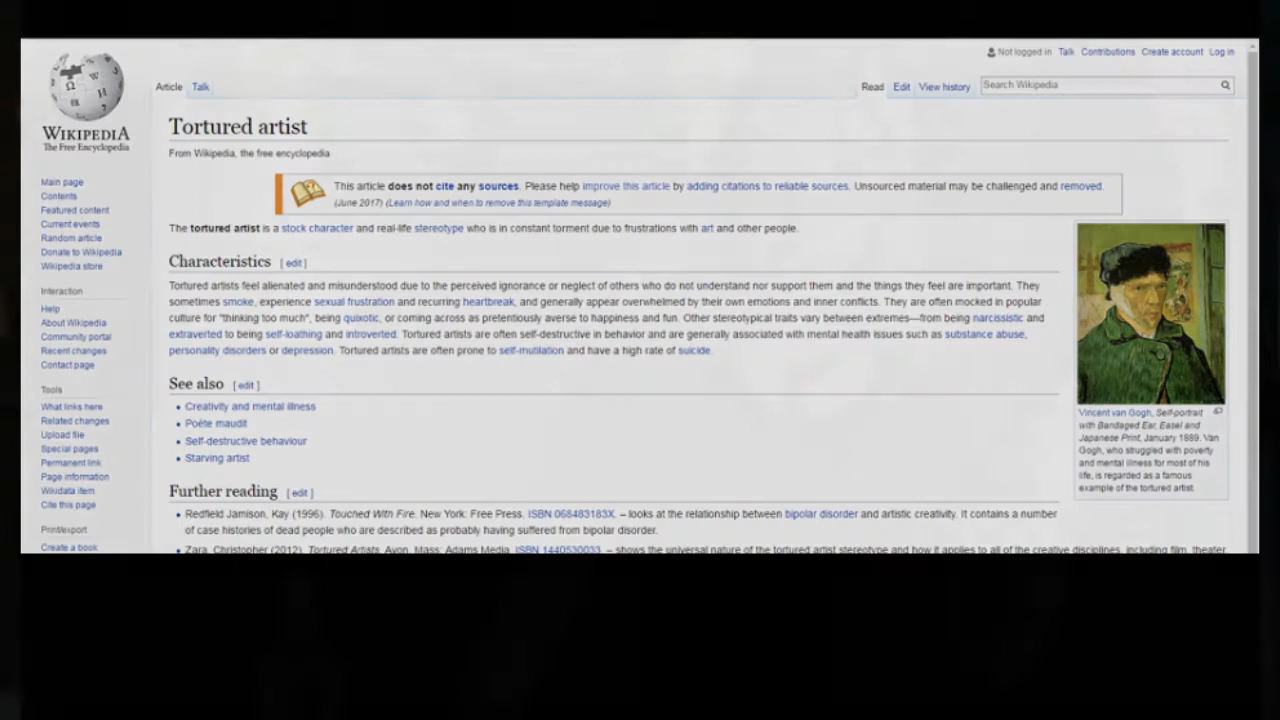 Not logged in Talk Contributions Create account Log in
Article Talk
Read Edit View history Search Wikipedia
WIKIPEDIA
The Free Encyclopedia
Main page
Contents
Featured content
Current events
Random article
Donate to Wikipedia
Wikipedia store
Interaction
Help
About Wikipedia
Community portal
Recent changes
Contact page
Tools
What links here
Related changes
Upload file
Special pages
Permanent link
Page information
Wikidata item
Cite this page
Print/export
Create a book
Tortured artist
From Wikipedia, the free encyclopedia
This article does not cite any sources. Please help improve this article by adding citations to reliable sources. Unsourced material may be challenged and removed.
(June 2017) (Learn how and when to remove this template message)
The tortured artist is a stock character and real-life stereotype who is in constant torment due to frustrations with art and other people.
Characteristics [ edit ]
Tortured artists feel alienated and misunderstood due to the perceived ignorance or neglect of others who do not understand nor support them and the things they feel are important. They
sometimes smoke, experience sexual frustration and recurring heartbreak, and generally appear overwhelmed by their own emotions and inner conflicts. They are often mocked in popular
culture for "thinking too much", being quixotic, or coming across as pretentiously averse to happiness and fun. Other stereotypical traits vary between extremes—from being narcissistic and
extraverted to being self-loathing and introverted. Tortured artists are often self-destructive in behavior and are generally associated with mental health issues such as substance abuse,
personality disorders or depression. Tortured artists are often prone to self-mutilation and have a high rate of suicide.
See also [ edit ]
• Creativity and mental illness
• Poète maudit
• Self-destructive behaviour
• Starving artist
Further reading [ edit ]
• Redfield Jamison, Kay (1996). Touched With Fire. New York: Free Press. ISBN 068483183X. – looks at the relationship between bipolar disorder and artistic creativity. It contains a number
of case histories of dead people who are described as probably having suffered from bipolar disorder.
• Zara, Christopher (2012). Tortured Artists. Avon, Mass: Adams Media. ISBN 1440530033. – shows the universal nature of the tortured artist stereotype and how it applies to all of the creative disciplines, including film, theater,
Vincent van Gogh, Self-portrait
with Bandaged Ear, Easel and
Japanese Print, January 1889. Van
Gogh, who struggled with poverty
and mental illness for most of his
life, is regarded as a famous
example of the tortured artist.